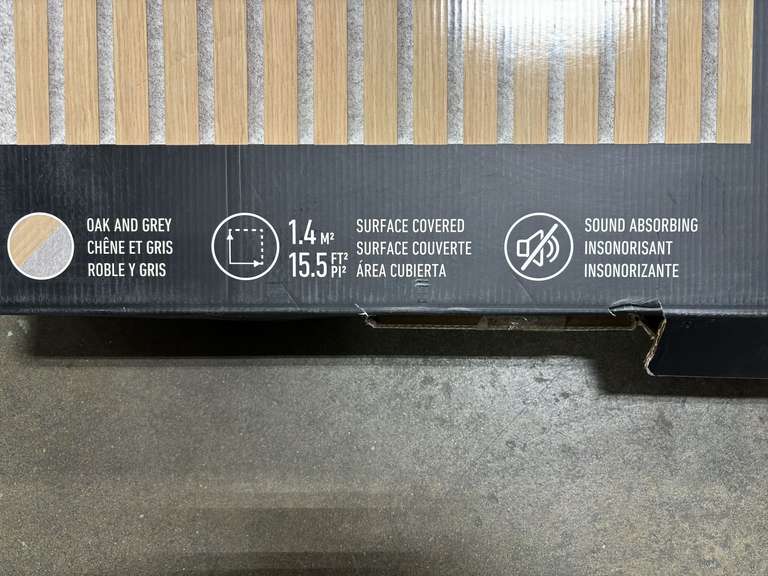 OAK AND GREY
CHÊNE ET GRIS
ROBLE Y GRIS
1.4 M²
15.5 FT² PI²
SURFACE COVERED
SURFACE COUVERTE
ÁREA CUBIERTA
SOUND ABSORBING
INSONORISANT
INSONORIZANTE